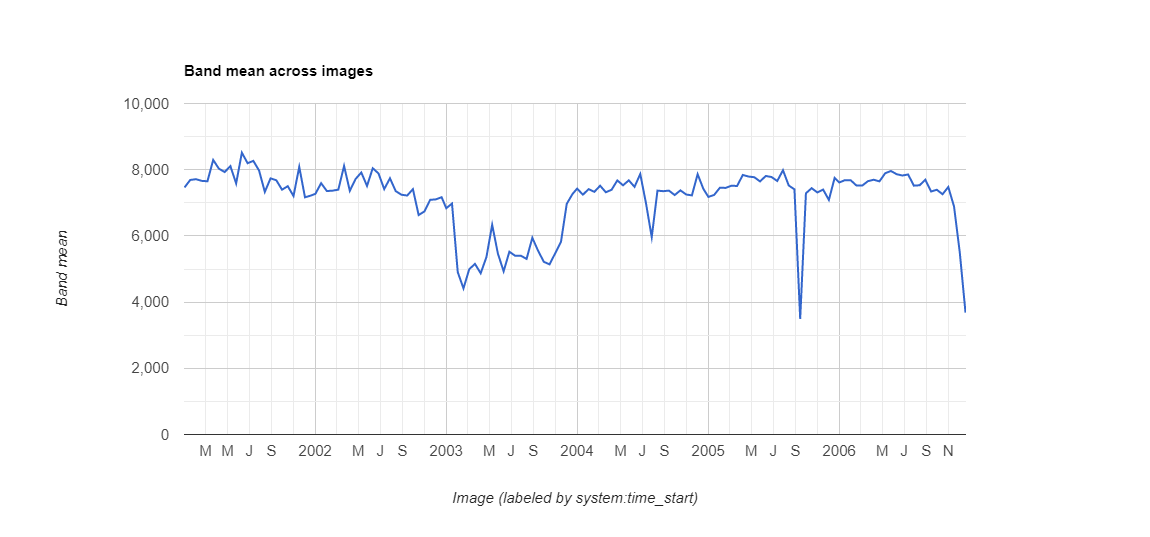 Band mean across images
10,000
8,000
6,000
4,000
2,000
0
Band mean
M M J S 2002 M J S 2003 M J S 2004 M J S 2005 M J S 2006 M J S N
Image (labeled by system:time_start)